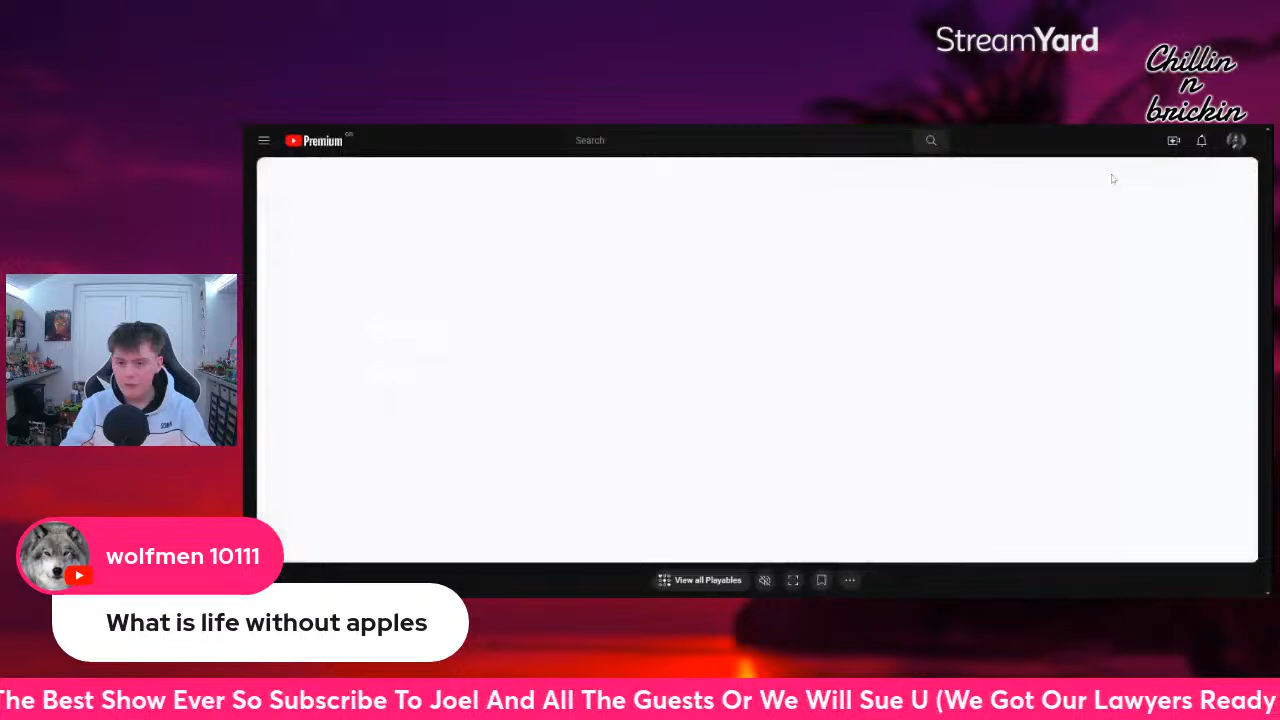 StreamYard
Chillin
n
brickin
Premium
Search
View all Playables
wolfmen 10111
What is life without apples
The Best Show Ever So Subscribe To Joel And All The Guests Or We Will Sue U (We Got Our Lawyers Ready